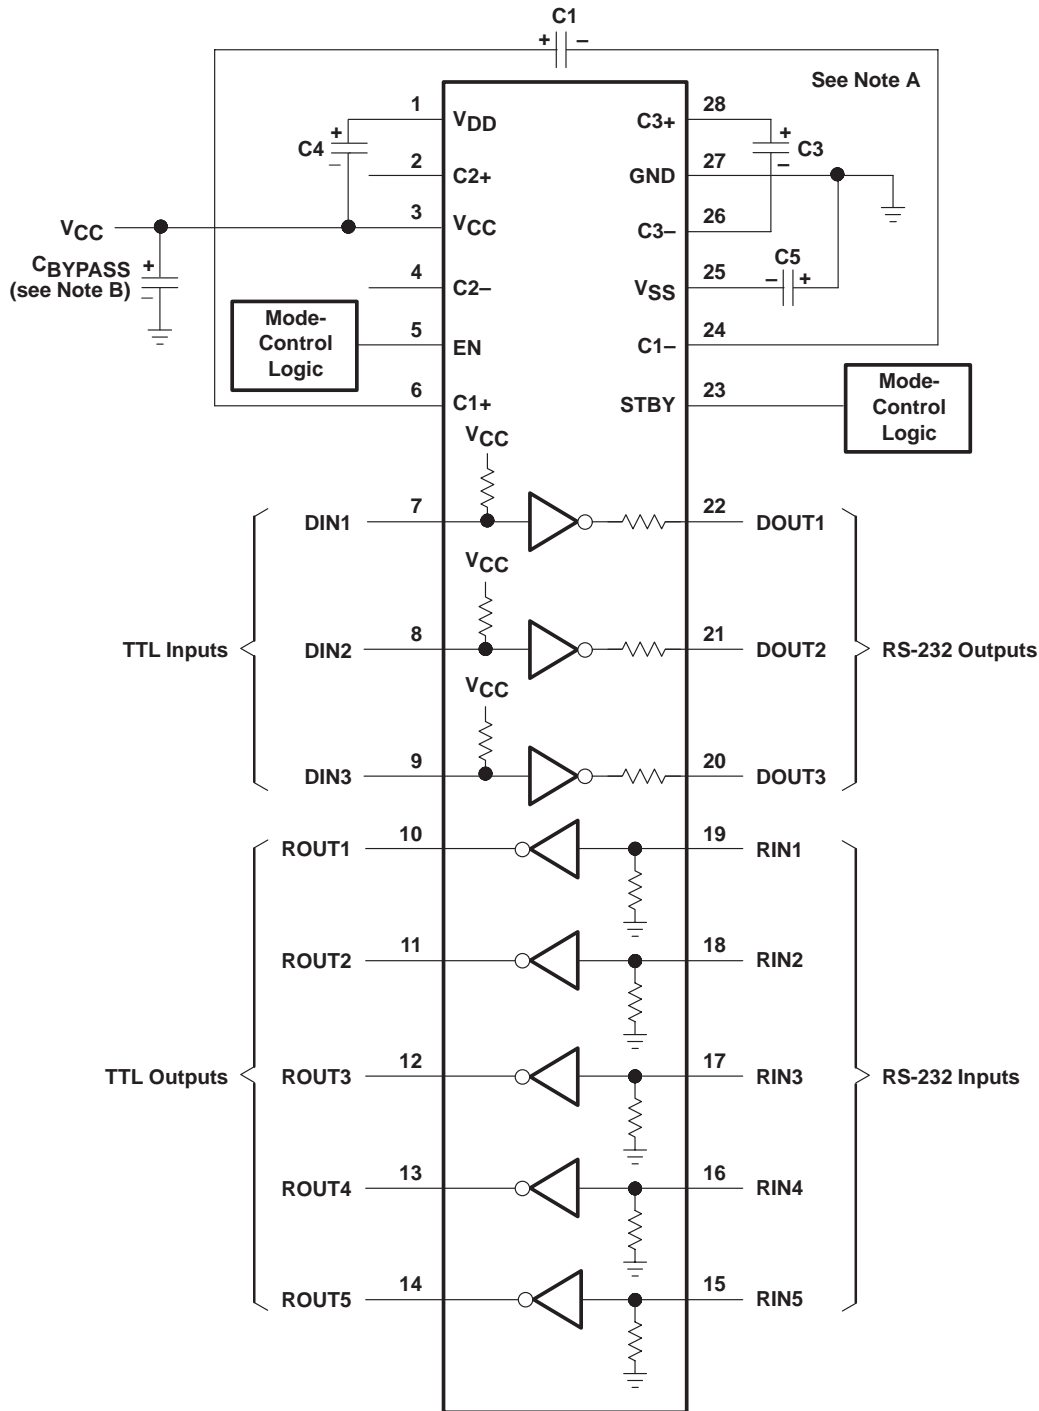 C1
+ –
See Note A
1
VDD
C4
+
–
2
C2+
VCC
3
VCC
CBYPASS
(see Note B)
+
–
4
C2–
Mode-
Control
Logic
5
EN
6
C1+
28
C3+
+
–
C3
27
GND
26
C3–
C5
25
VSS
– +
24
C1–
23
STBY
Mode-
Control
Logic
VCC
DIN1
7
22
DOUT1
VCC
TTL Inputs
DIN2
8
21
DOUT2
RS-232 Outputs
VCC
DIN3
9
20
DOUT3
ROUT1
10
19
RIN1
ROUT2
11
18
RIN2
TTL Outputs
ROUT3
12
17
RIN3
RS-232 Inputs
ROUT4
13
16
RIN4
ROUT5
14
15
RIN5